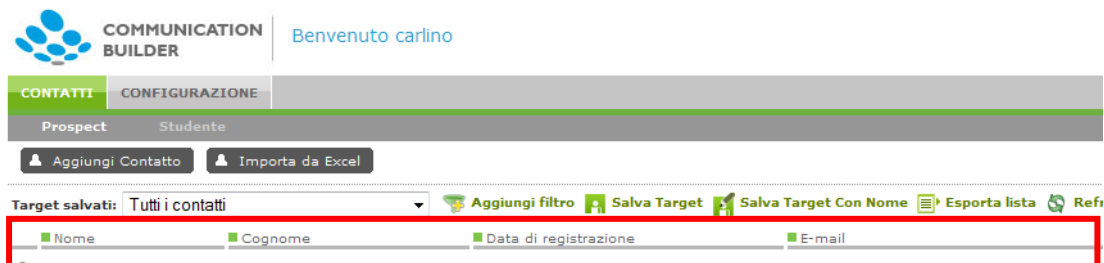 COMMUNICATION
BUILDER
Benvenuto carlino
CONTATTI CONFIGURAZIONE
Prospect Studente
Aggiungi Contatto Importa da Excel
Target salvati: Tutti i contatti Aggiungi filtro Salva Target Salva Target Con Nome Esporta lista Refr
Nome Cognome Data di registrazione E-mail